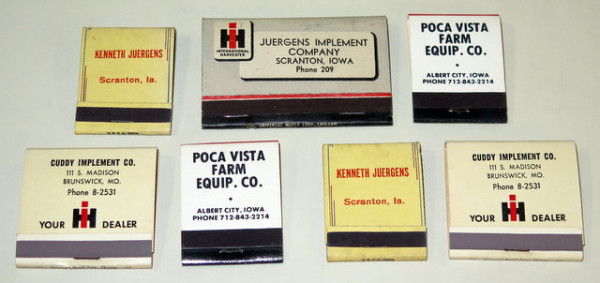 KENNETH JUERGENS
Scranton, Ia.
IH
INTERNATIONAL
HARVESTER
JUERGENS IMPLEMENT
COMPANY
SCRANTON, IOWA
Phone 209
POCA VISTA
FARM
EQUIP. CO.
•
ALBERT CITY, IOWA
PHONE 712-843-2214
CUDDY IMPLEMENT CO.
111 S. MADISON
BRUNSWICK, MO.
Phone 8-2531
YOUR IH DEALER
POCA VISTA
FARM
EQUIP. CO.
•
ALBERT CITY, IOWA
PHONE 712-843-2214
KENNETH JUERGENS
Scranton, Ia.
CUDDY IMPLEMENT CO.
111 S. MADISON
BRUNSWICK, MO.
Phone 8-2531
YOUR IH DEALER